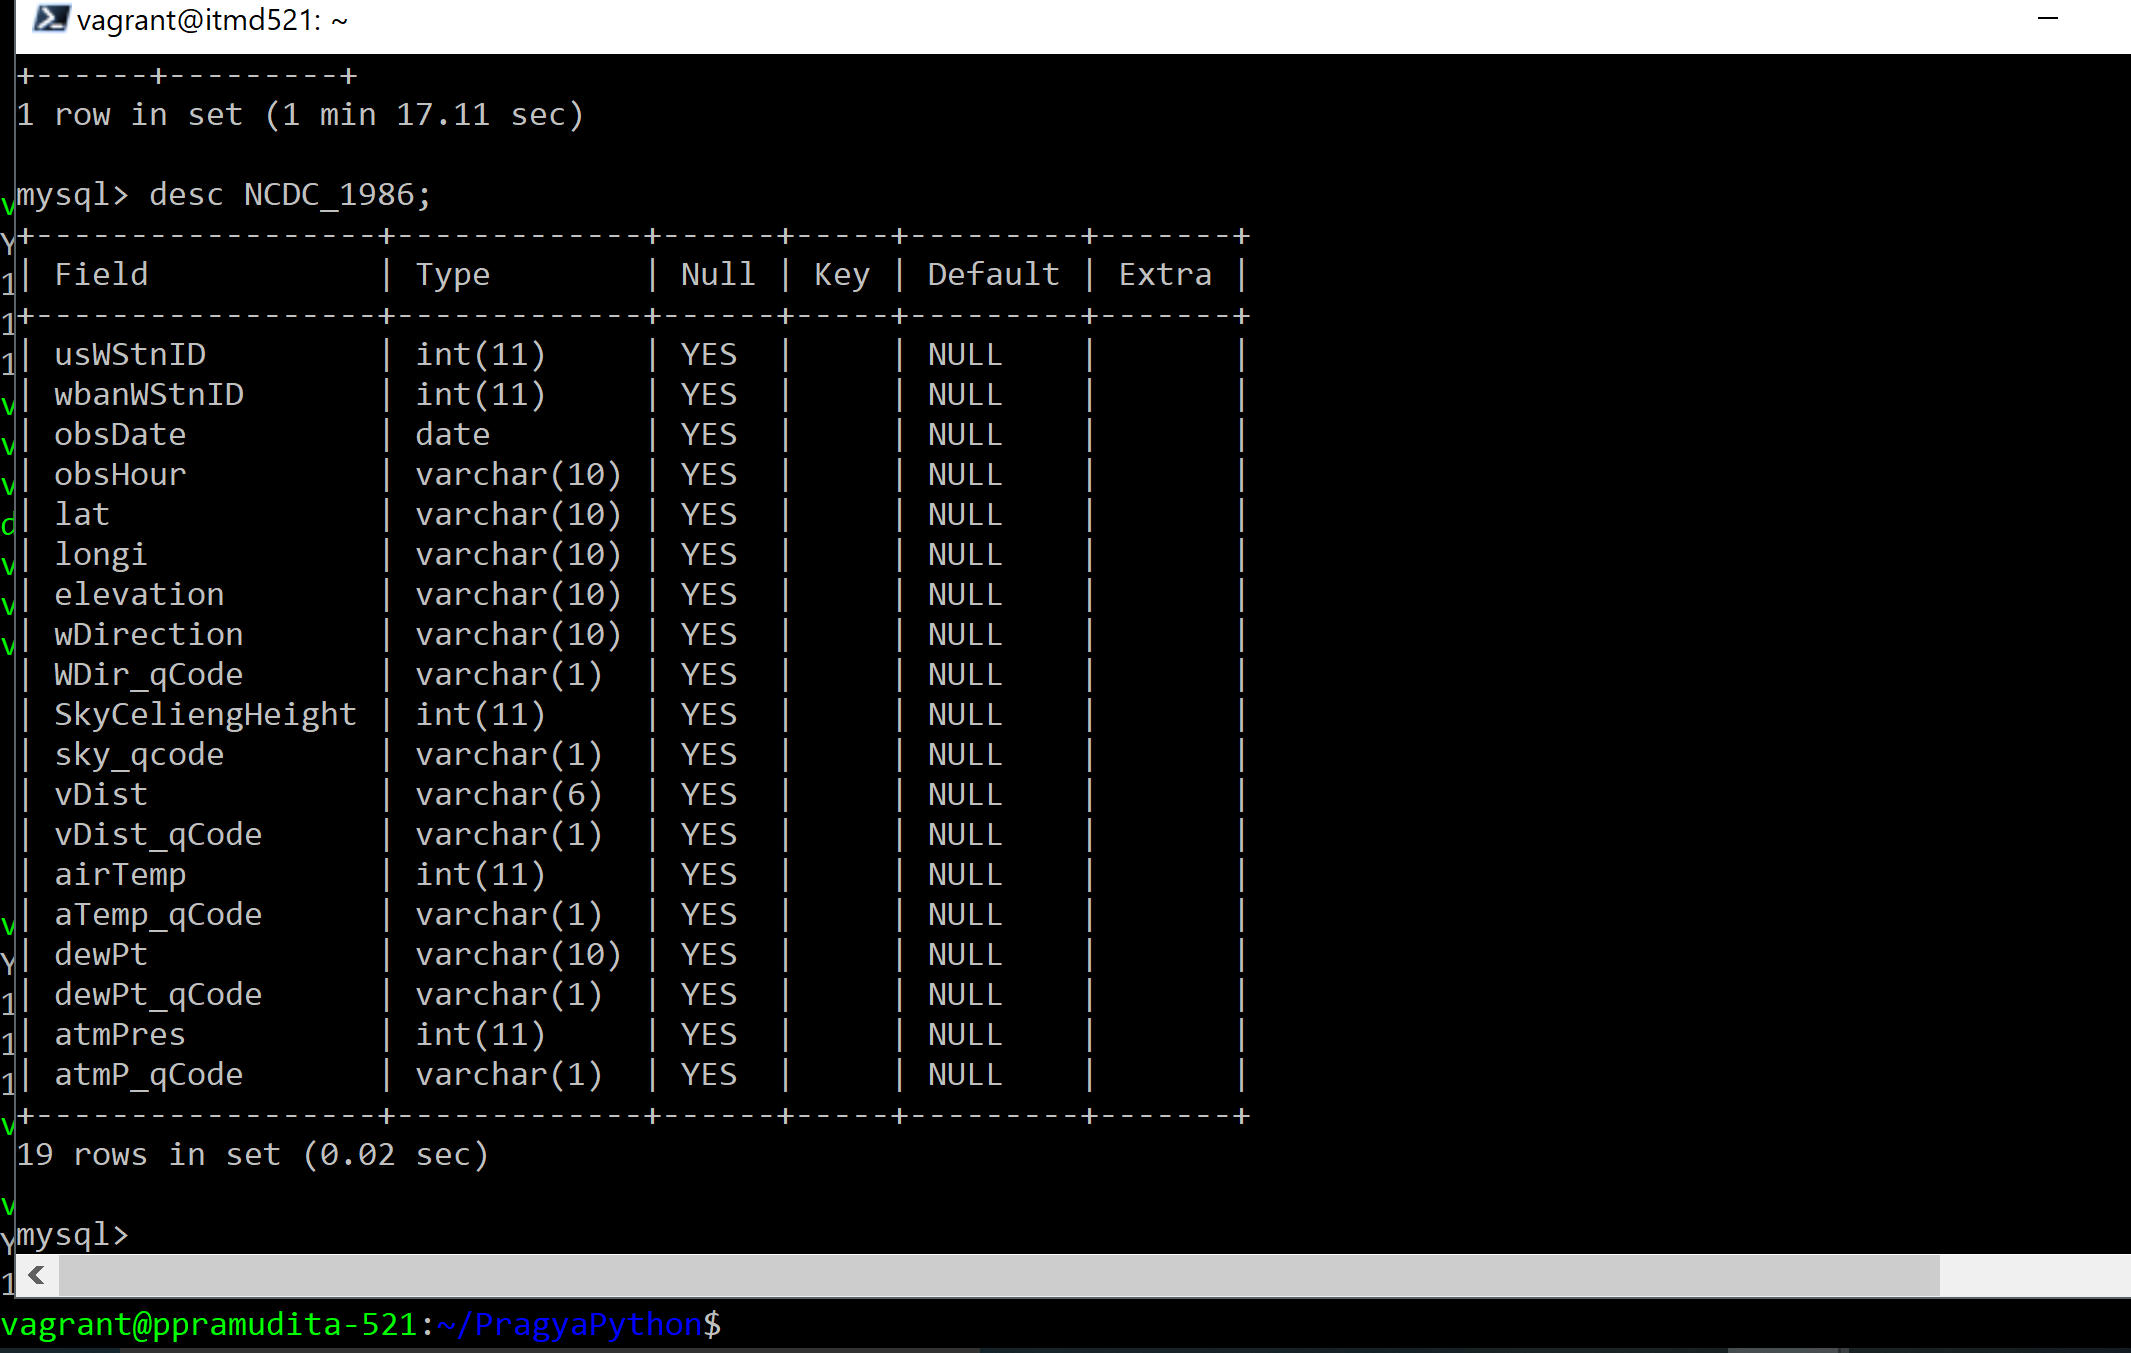 vagrant@itmd521: ~
+------+---------+
1 row in set (1 min 17.11 sec)
mysql> desc NCDC_1986;
+------------------+-------------+------+-----+---------+-------+
| Field            | Type        | Null | Key | Default | Extra |
+------------------+-------------+------+-----+---------+-------+
| usWStnID         | int(11)     | YES  |     | NULL    |       |
| wbanWStnID       | int(11)     | YES  |     | NULL    |       |
| obsDate          | date        | YES  |     | NULL    |       |
| obsHour          | varchar(10) | YES  |     | NULL    |       |
| lat              | varchar(10) | YES  |     | NULL    |       |
| longi            | varchar(10) | YES  |     | NULL    |       |
| elevation        | varchar(10) | YES  |     | NULL    |       |
| wDirection       | varchar(10) | YES  |     | NULL    |       |
| WDir_qCode       | varchar(1)  | YES  |     | NULL    |       |
| SkyCeliengHeight | int(11)     | YES  |     | NULL    |       |
| sky_qcode        | varchar(1)  | YES  |     | NULL    |       |
| vDist            | varchar(6)  | YES  |     | NULL    |       |
| vDist_qCode      | varchar(1)  | YES  |     | NULL    |       |
| airTemp          | int(11)     | YES  |     | NULL    |       |
| aTemp_qCode      | varchar(1)  | YES  |     | NULL    |       |
| dewPt            | varchar(10) | YES  |     | NULL    |       |
| dewPt_qCode      | varchar(1)  | YES  |     | NULL    |       |
| atmPres          | int(11)     | YES  |     | NULL    |       |
| atmP_qCode       | varchar(1)  | YES  |     | NULL    |       |
+------------------+-------------+------+-----+---------+-------+
19 rows in set (0.02 sec)
mysql>
vagrant@ppramudita-521:~/PragyaPython$